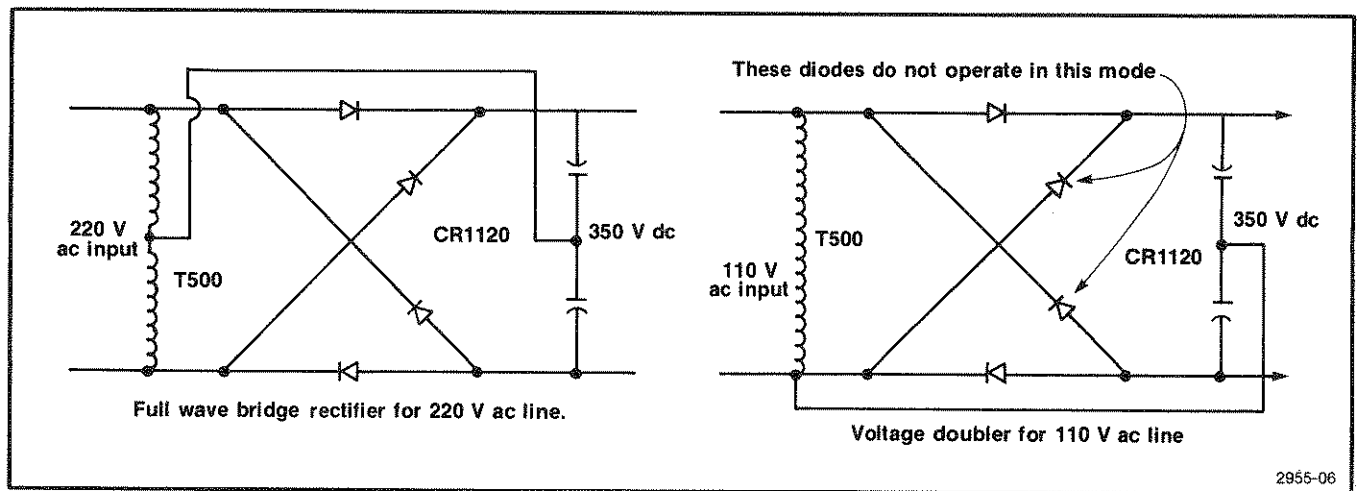 220 V
ac input
T500
CR1120
350 V dc
Full wave bridge rectifier for 220 V ac line.
These diodes do not operate in this mode
T500
110 V
ac input
CR1120
350 V dc
Voltage doubler for 110 V ac line
2955-06